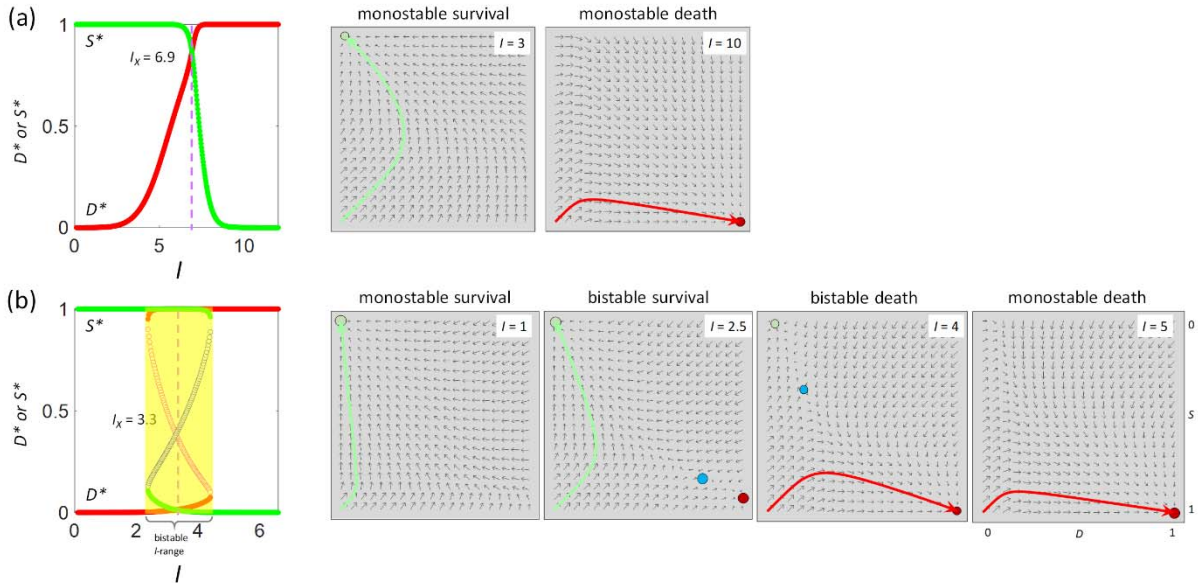 (a)
1
0.5
0
D* or S*
S*
D*
I_X = 6.9
0
5
10
I
monostable survival
I = 3
monostable death
I = 10
(b)
1
0.5
0
D* or S*
S*
D*
I_X = 3.3
0
2
4
6
bistable
I-range
I
monostable survival
I = 1
bistable survival
I = 2.5
bistable death
I = 4
monostable death
I = 5
0
S
1
0
D
1